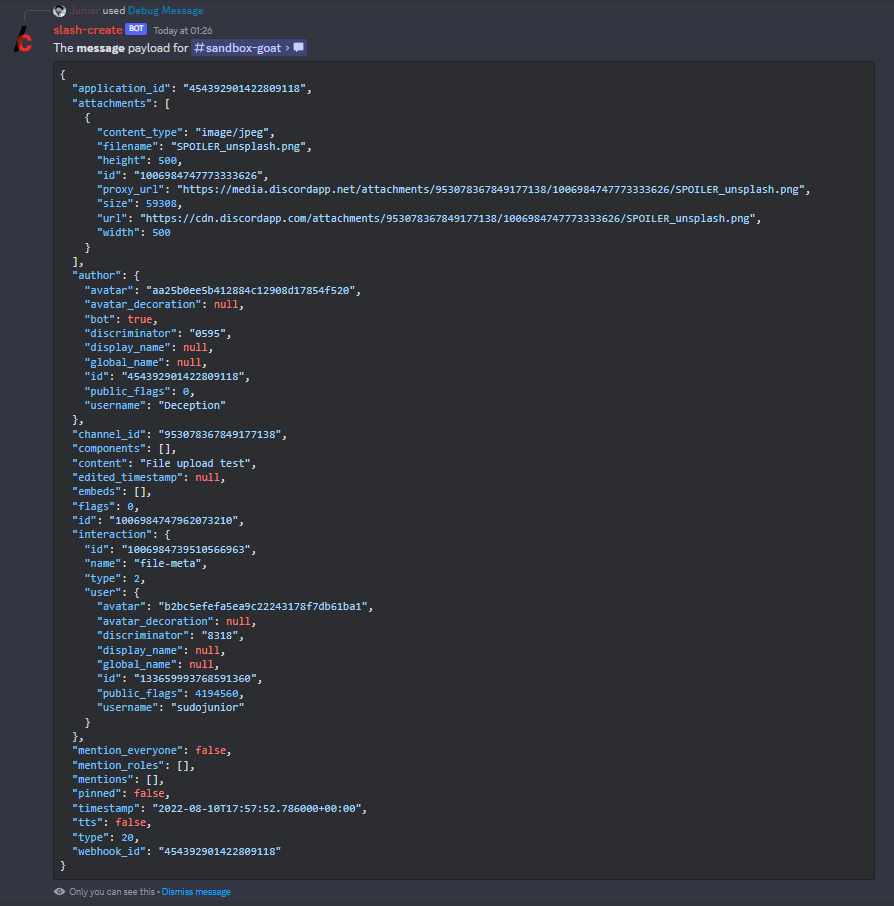 Junior used Debug Message
slash-create BOT Today at 01:26
The message payload for #sandbox-goat ›
{
  "application_id": "454392901422809118",
  "attachments": [
    {
      "content_type": "image/jpeg",
      "filename": "SPOILER_unsplash.png",
      "height": 500,
      "id": "1006984747773333626",
      "proxy_url": "https://media.discordapp.net/attachments/953078367849177138/1006984747773333626/SPOILER_unsplash.png",
      "size": 59308,
      "url": "https://cdn.discordapp.com/attachments/953078367849177138/1006984747773333626/SPOILER_unsplash.png",
      "width": 500
    }
  ],
  "author": {
    "avatar": "aa25b0ee5b412884c12908d17854f520",
    "avatar_decoration": null,
    "bot": true,
    "discriminator": "0595",
    "display_name": null,
    "global_name": null,
    "id": "454392901422809118",
    "public_flags": 0,
    "username": "Deception"
  },
  "channel_id": "953078367849177138",
  "components": [],
  "content": "File upload test",
  "edited_timestamp": null,
  "embeds": [],
  "flags": 0,
  "id": "1006984747962073210",
  "interaction": {
    "id": "1006984739510566963",
    "name": "file-meta",
    "type": 2,
    "user": {
      "avatar": "b2bc5efefa5ea9c22243178f7db61ba1",
      "avatar_decoration": null,
      "discriminator": "8318",
      "display_name": null,
      "global_name": null,
      "id": "133659993768591360",
      "public_flags": 4194560,
      "username": "sudojunior"
    }
  },
  "mention_everyone": false,
  "mention_roles": [],
  "mentions": [],
  "pinned": false,
  "timestamp": "2022-08-10T17:57:52.786000+00:00",
  "tts": false,
  "type": 20,
  "webhook_id": "454392901422809118"
}
Only you can see this • Dismiss message